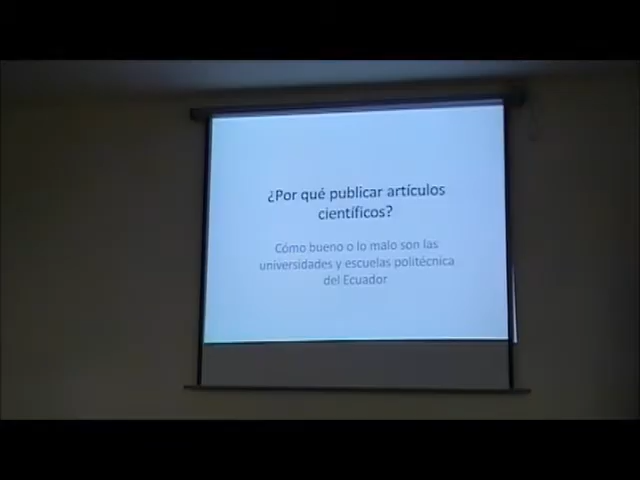 ¿Por qué publicar artículos
científicos?
Cómo bueno o lo malo son las
universidades y escuelas politécnica
del Ecuador